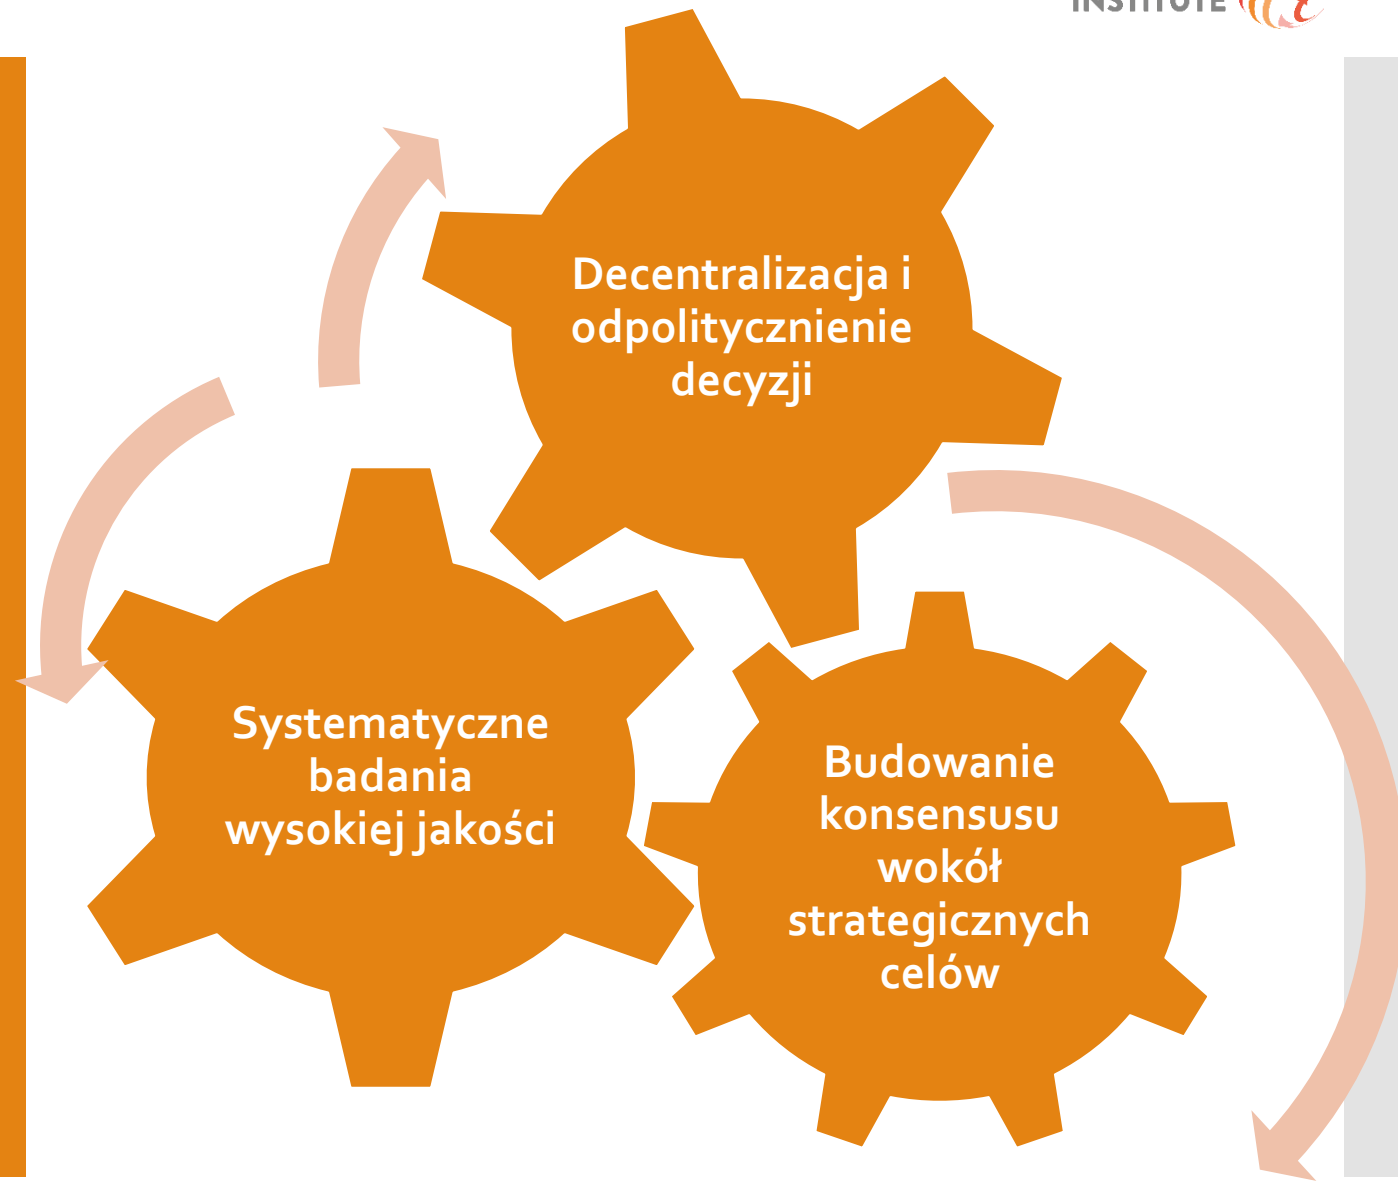 INSTITUTE
Decentralizacja i
odpolitycznienie
decyzji
Systematyczne
badania
wysokiej jakości
Budowanie
konsensusu
wokół
strategicznych
celów